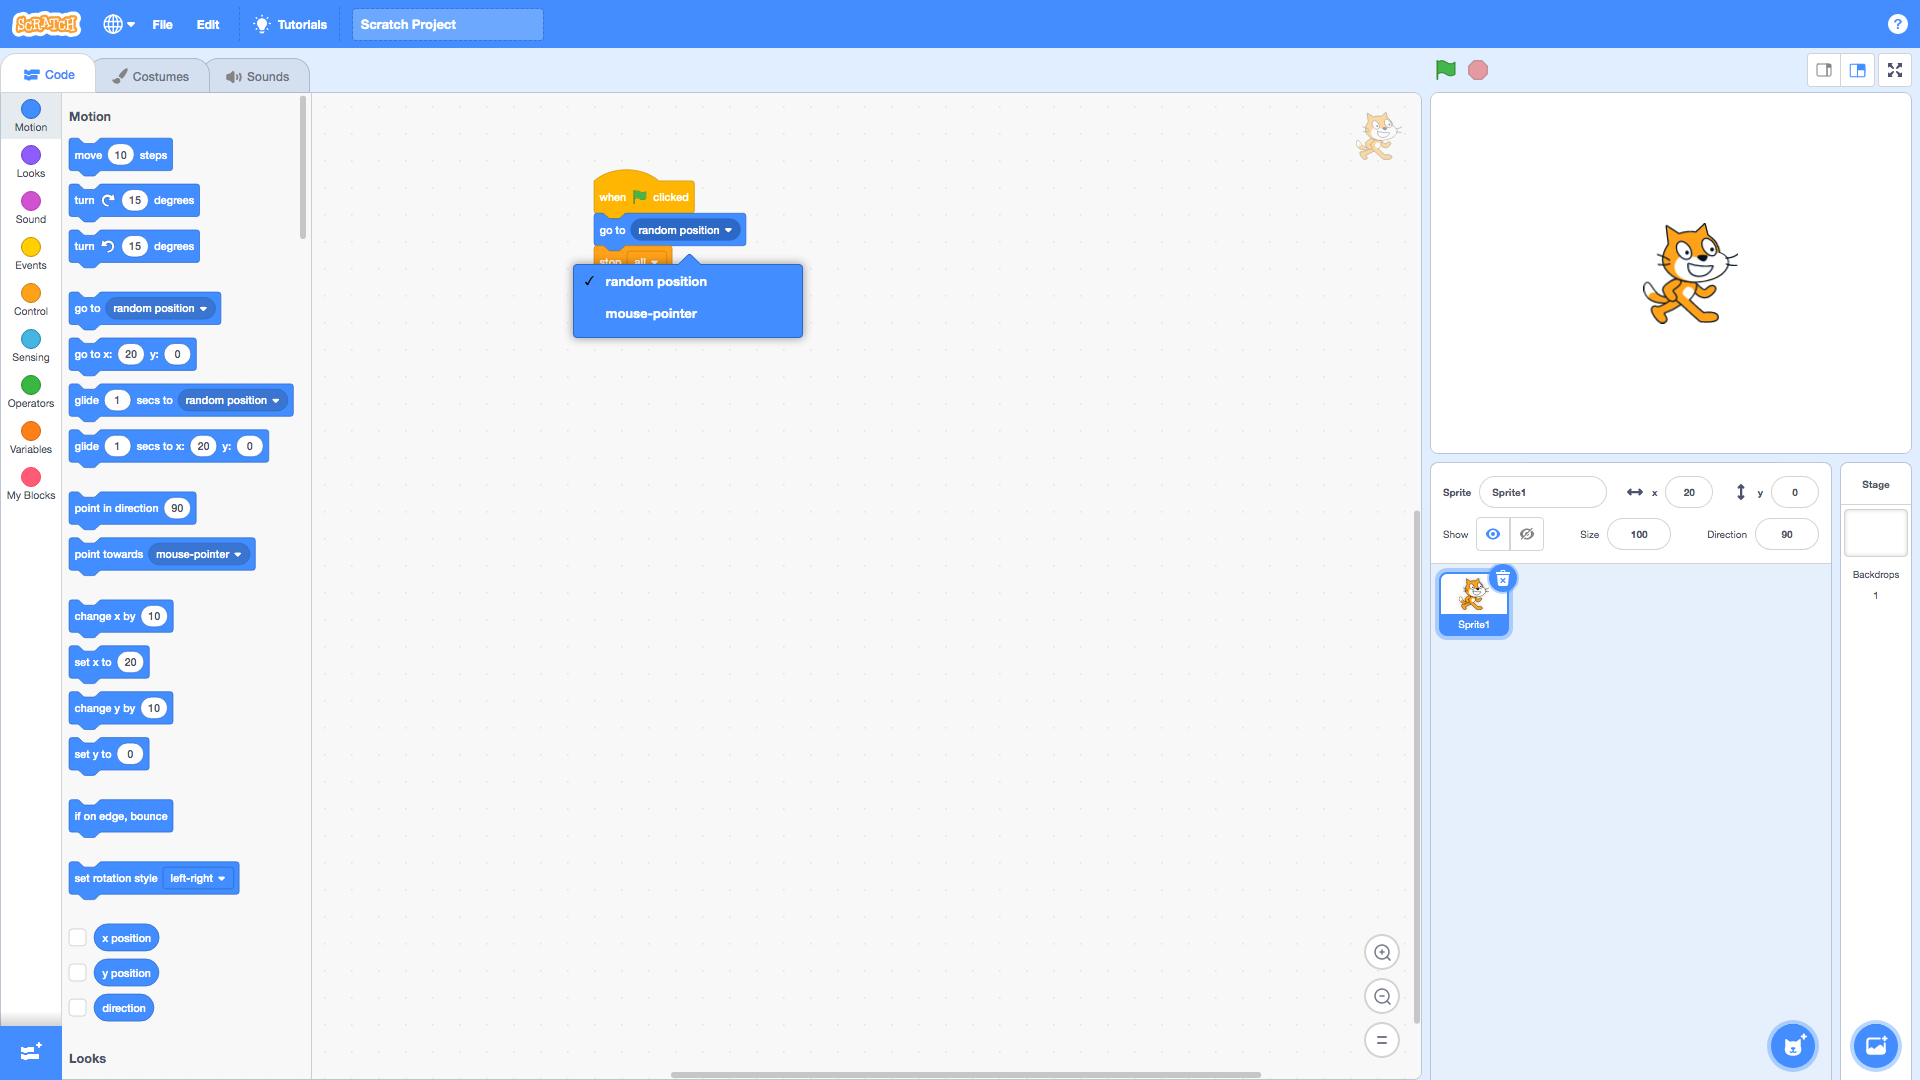 SCRATCH
File
Edit
Tutorials
Scratch Project
?
Code
Costumes
Sounds
Motion
Looks
Sound
Events
Control
Sensing
Operators
Variables
My Blocks
Motion
move 10 steps
turn 15 degrees
turn 15 degrees
go to random position
go to x: 20 y: 0
glide 1 secs to random position
glide 1 secs to x: 20 y: 0
point in direction 90
point towards mouse-pointer
change x by 10
set x to 20
change y by 10
set y to 0
if on edge, bounce
set rotation style left-right
x position
y position
direction
Looks
when clicked
go to random position
stop all
✓ random position
mouse-pointer
Sprite Sprite1 x 20 y 0
Show Size 100 Direction 90
Sprite1
Stage
Backdrops
1